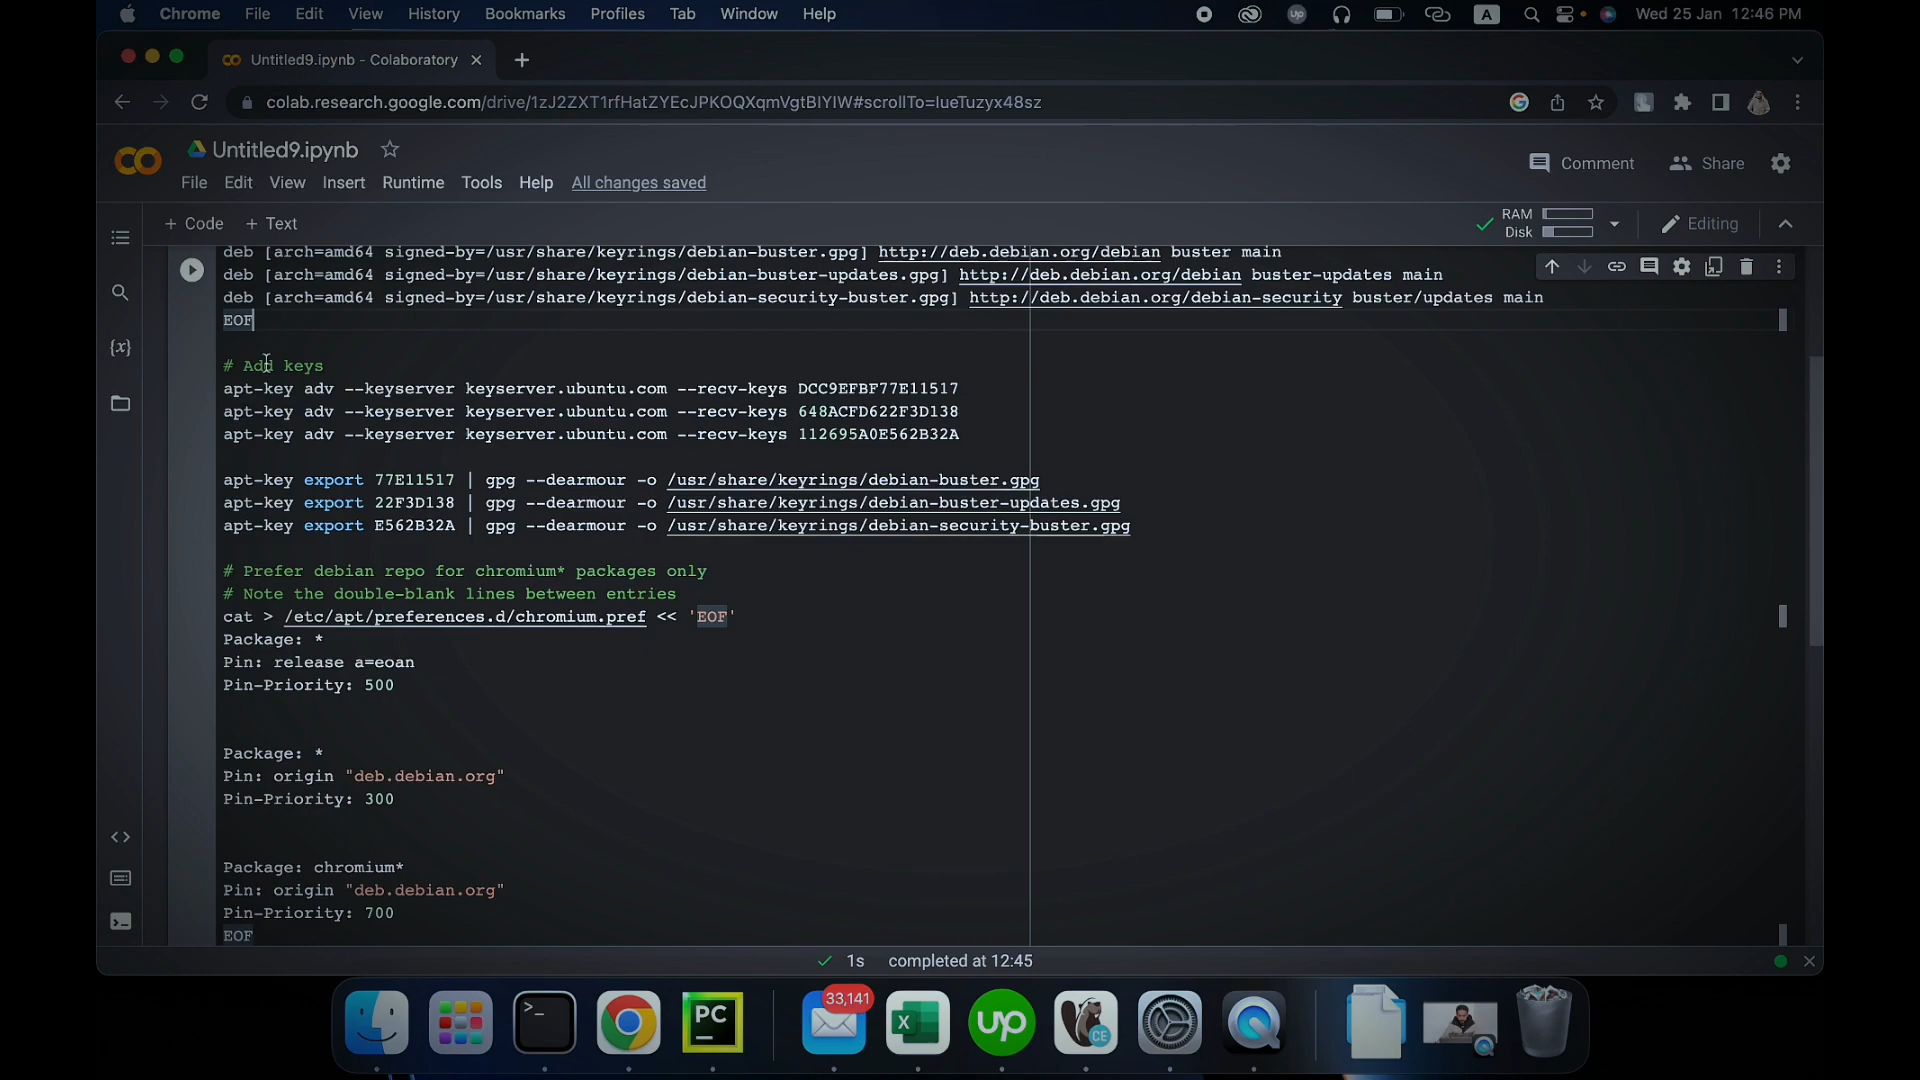 Chrome File Edit View History Bookmarks Profiles Tab Window Help
Up A Wed 25 Jan 12:46 PM
Untitled9.ipynb - Colaboratory
colab.research.google.com/drive/1zJ2ZXT1rfHatZYEcJPKOQXqmVgtBIYIW#scrollTo=lueTuzyx48sz
Untitled9.ipynb
Comment Share
File Edit View Insert Runtime Tools Help All changes saved
+ Code + Text
RAM
Disk
Editing
deb [arch=amd64 signed-by=/usr/share/keyrings/debian-buster.gpg] http://deb.debian.org/debian buster main
deb [arch=amd64 signed-by=/usr/share/keyrings/debian-buster-updates.gpg] http://deb.debian.org/debian buster-updates main
deb [arch=amd64 signed-by=/usr/share/keyrings/debian-security-buster.gpg] http://deb.debian.org/debian-security buster/updates main
EOF
# Add keys
apt-key adv --keyserver keyserver.ubuntu.com --recv-keys DCC9EFBF77E11517
apt-key adv --keyserver keyserver.ubuntu.com --recv-keys 648ACFD622F3D138
apt-key adv --keyserver keyserver.ubuntu.com --recv-keys 112695A0E562B32A
apt-key export 77E11517 | gpg --dearmour -o /usr/share/keyrings/debian-buster.gpg
apt-key export 22F3D138 | gpg --dearmour -o /usr/share/keyrings/debian-buster-updates.gpg
apt-key export E562B32A | gpg --dearmour -o /usr/share/keyrings/debian-security-buster.gpg
# Prefer debian repo for chromium* packages only
# Note the double-blank lines between entries
cat > /etc/apt/preferences.d/chromium.pref << 'EOF'
Package: *
Pin: release a=eoan
Pin-Priority: 500
Package: *
Pin: origin "deb.debian.org"
Pin-Priority: 300
Package: chromium*
Pin: origin "deb.debian.org"
Pin-Priority: 700
EOF
1s completed at 12:45
33,141
PC
X
up
CE